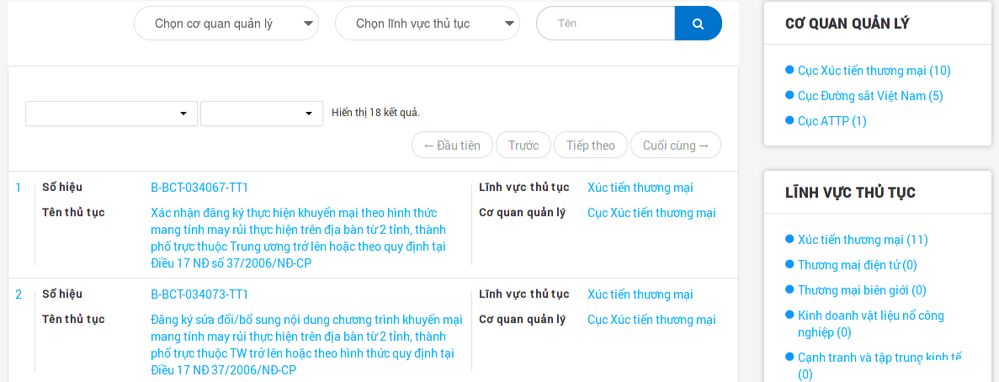 Chọn cơ quan quản lý
Chọn lĩnh vực thủ tục
Tên
Hiển thị 18 kết quả.
← Đầu tiên
Trước
Tiếp theo
Cuối cùng →
1
Số hiệu
B-BCT-034067-TT1
Lĩnh vực thủ tục
Xúc tiến thương mại
Tên thủ tục
Xác nhận đăng ký thực hiện khuyến mại theo hình thức
mang tính may rủi thực hiện trên địa bàn từ 2 tỉnh, thành
phố trực thuộc Trung ương trở lên hoặc theo quy định tại
Điều 17 NĐ số 37/2006/NĐ-CP
Cơ quan quản lý
Cục Xúc tiến thương mại
2
Số hiệu
B-BCT-034073-TT1
Lĩnh vực thủ tục
Xúc tiến thương mại
Tên thủ tục
Đăng ký sửa đổi/bổ sung nội dung chương trình khuyến mại
mang tính may rủi thực hiện trên địa bàn từ 2 tỉnh, thành
phố trực thuộc TW trở lên hoặc theo hình thức quy định tại
Điều 17 NĐ 37/2006/NĐ-CP
Cơ quan quản lý
Cục Xúc tiến thương mại
CƠ QUAN QUẢN LÝ
Cục Xúc tiến thương mại (10)
Cục Đường sắt Việt Nam (5)
Cục ATTP (1)
LĨNH VỰC THỦ TỤC
Xúc tiến thương mại (11)
Thương maị điện tử (0)
Thương mại biên giới (0)
Kinh doanh vật liệu nổ công
nghiệp (0)
Cạnh tranh và tập trung kinh tế
(0)